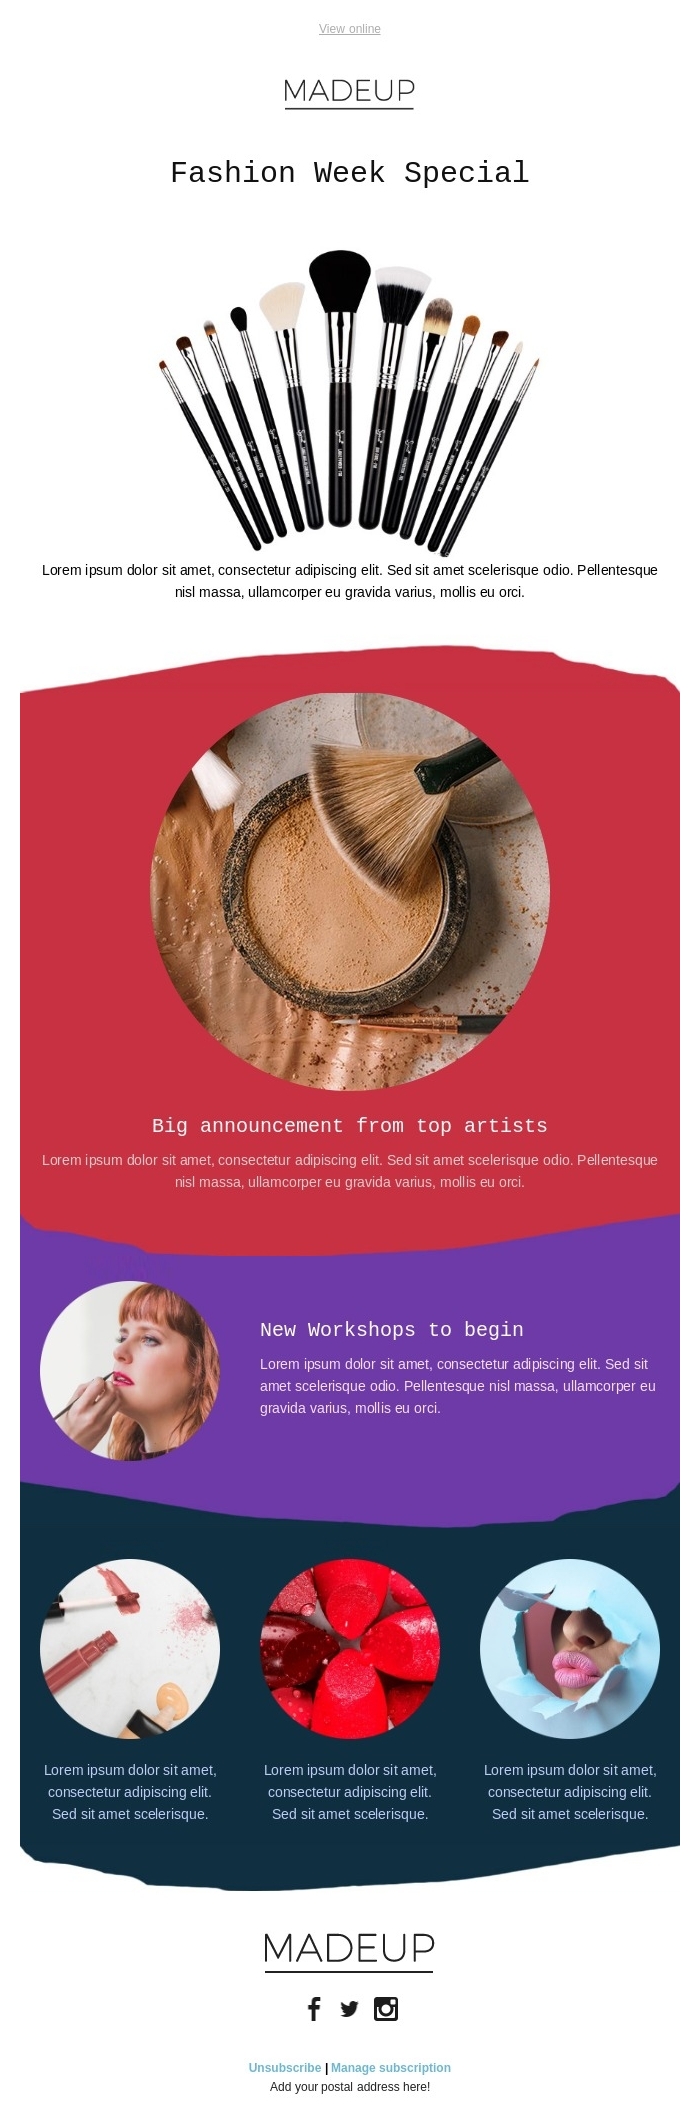 View online
MADEUP
Fashion Week Special
Lorem ipsum dolor sit amet, consectetur adipiscing elit. Sed sit amet scelerisque odio. Pellentesque
nisl massa, ullamcorper eu gravida varius, mollis eu orci.
Big announcement from top artists
Lorem ipsum dolor sit amet, consectetur adipiscing elit. Sed sit amet scelerisque odio. Pellentesque
nisl massa, ullamcorper eu gravida varius, mollis eu orci.
New Workshops to begin
Lorem ipsum dolor sit amet, consectetur adipiscing elit. Sed sit
amet scelerisque odio. Pellentesque nisl massa, ullamcorper eu
gravida varius, mollis eu orci.
Lorem ipsum dolor sit amet,
consectetur adipiscing elit.
Sed sit amet scelerisque.
Lorem ipsum dolor sit amet,
consectetur adipiscing elit.
Sed sit amet scelerisque.
Lorem ipsum dolor sit amet,
consectetur adipiscing elit.
Sed sit amet scelerisque.
MADEUP
Unsubscribe | Manage subscription
Add your postal address here!